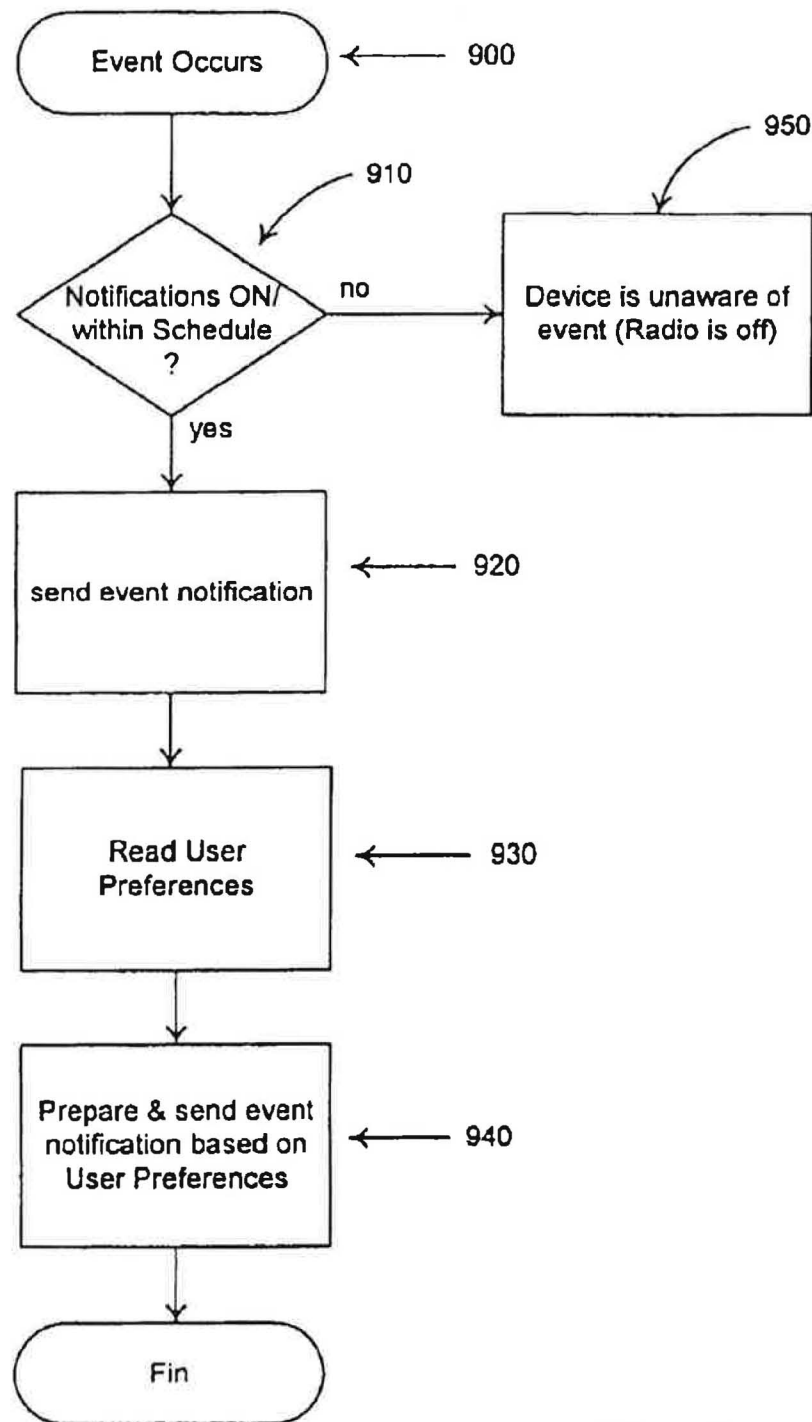 Event Occurs
900
950
910
Notifications ON/
within Schedule
?
no
Device is unaware of
event (Radio is off)
yes
send event notification
920
Read User
Preferences
930
Prepare & send event
notification based on
User Preferences
940
Fin